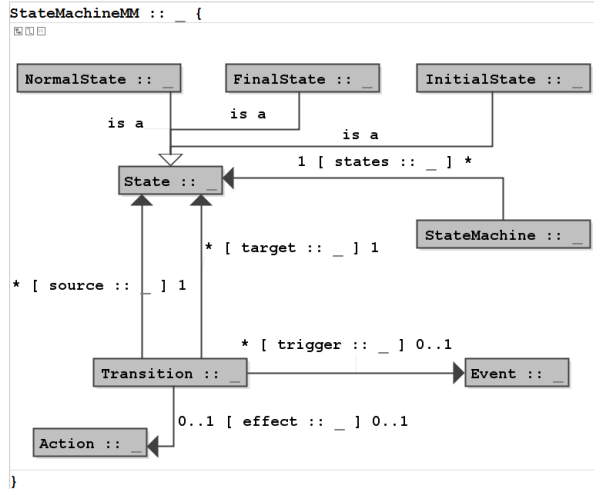 StateMachineMM :: _ {
NormalState :: _
FinalState :: _
InitialState :: _
is a
is a
is a
1 [ states :: _ ] *
State :: _
StateMachine :: _
* [ target :: _ ] 1
* [ source :: _ ] 1
* [ trigger :: _ ] 0..1
Transition :: _
Event :: _
0..1 [ effect :: _ ] 0..1
Action :: _
}